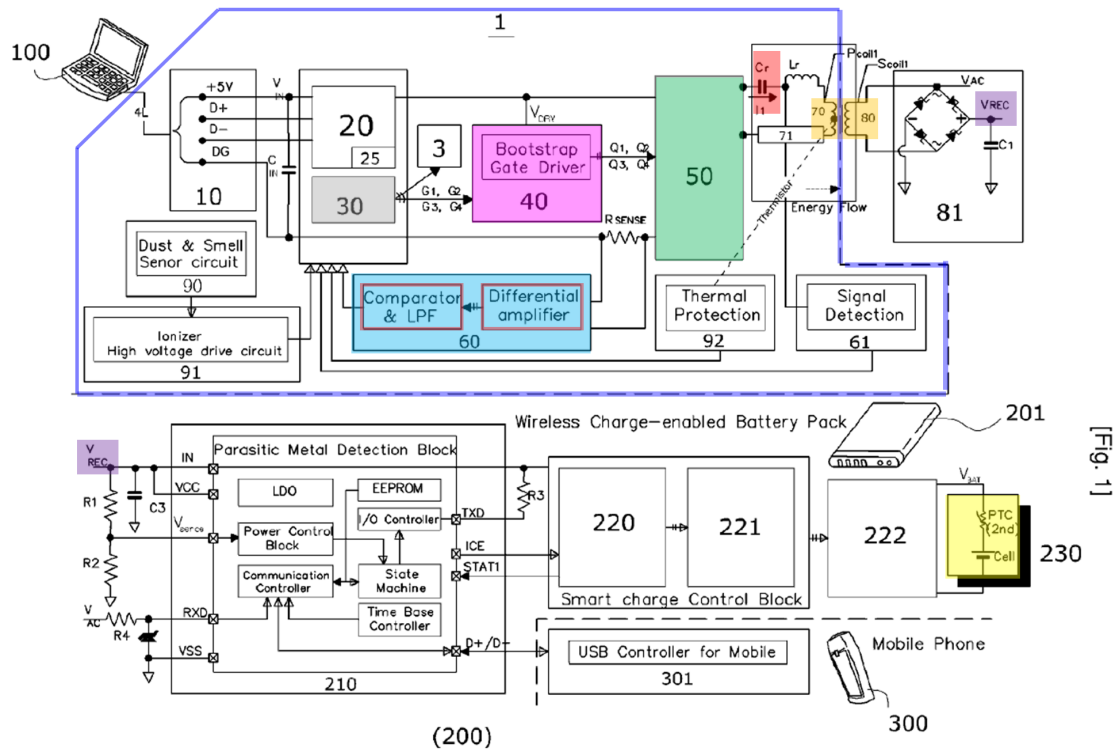 1
100
4L
+5V
D+
D-
DG
10
V
IN
C
IN
20
25
30
3
G1, G2
G3, G4
VDRV
Bootstrap
Gate Driver
40
Q1, Q2
Q3, Q4
50
RSENSE
Cr
I1
Lr
Pcoil1
Scoil1
70
71
80
Thermistor
Energy Flow
VAC
VREC
C1
81
Dust & Smell
Senor circuit
90
Ionizer
High voltage drive circuit
91
Comparator
& LPF
Differential
amplifier
60
Thermal
Protection
92
Signal
Detection
61
Wireless Charge-enabled Battery Pack
201
[Fig. 1]
V
REC
R1
R2
C3
IN
VCC
Vsence
V
AC
R4
RXD
VSS
Parasitic Metal Detection Block
LDO
EEPROM
I/O Controller
Power Control
Block
Communication
Controller
State
Machine
Time Base
Controller
210
TXD
R3
ICE
STAT1
D+/D-
220
221
Smart charge Control Block
222
VBAT
PTC
(2nd)
Cell
230
USB Controller for Mobile
301
Mobile Phone
300
(200)